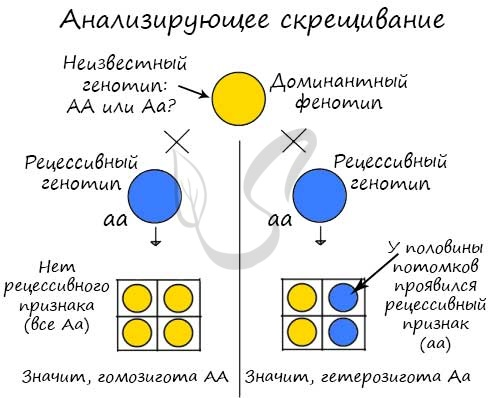 Анализирующее скрещивание
Неизвестный
генотип:
АА или Аа?
Доминантный
фенотип
Рецессивный
генотип
аа
Рецессивный
генотип
аа
Нет
рецессивного
признака
(все Аа)
У половины
потомков
проявился
рецессивный
признак
(аа)
Значит, гомозигота АА
Значит, гетерозигота Аа